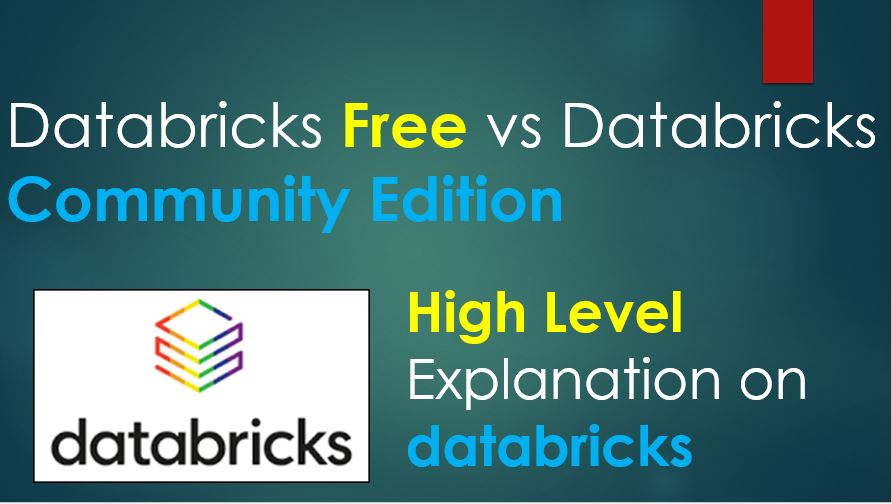 Databricks Free vs Databricks
Community Edition
High Level
Explanation on
databricks
databricks